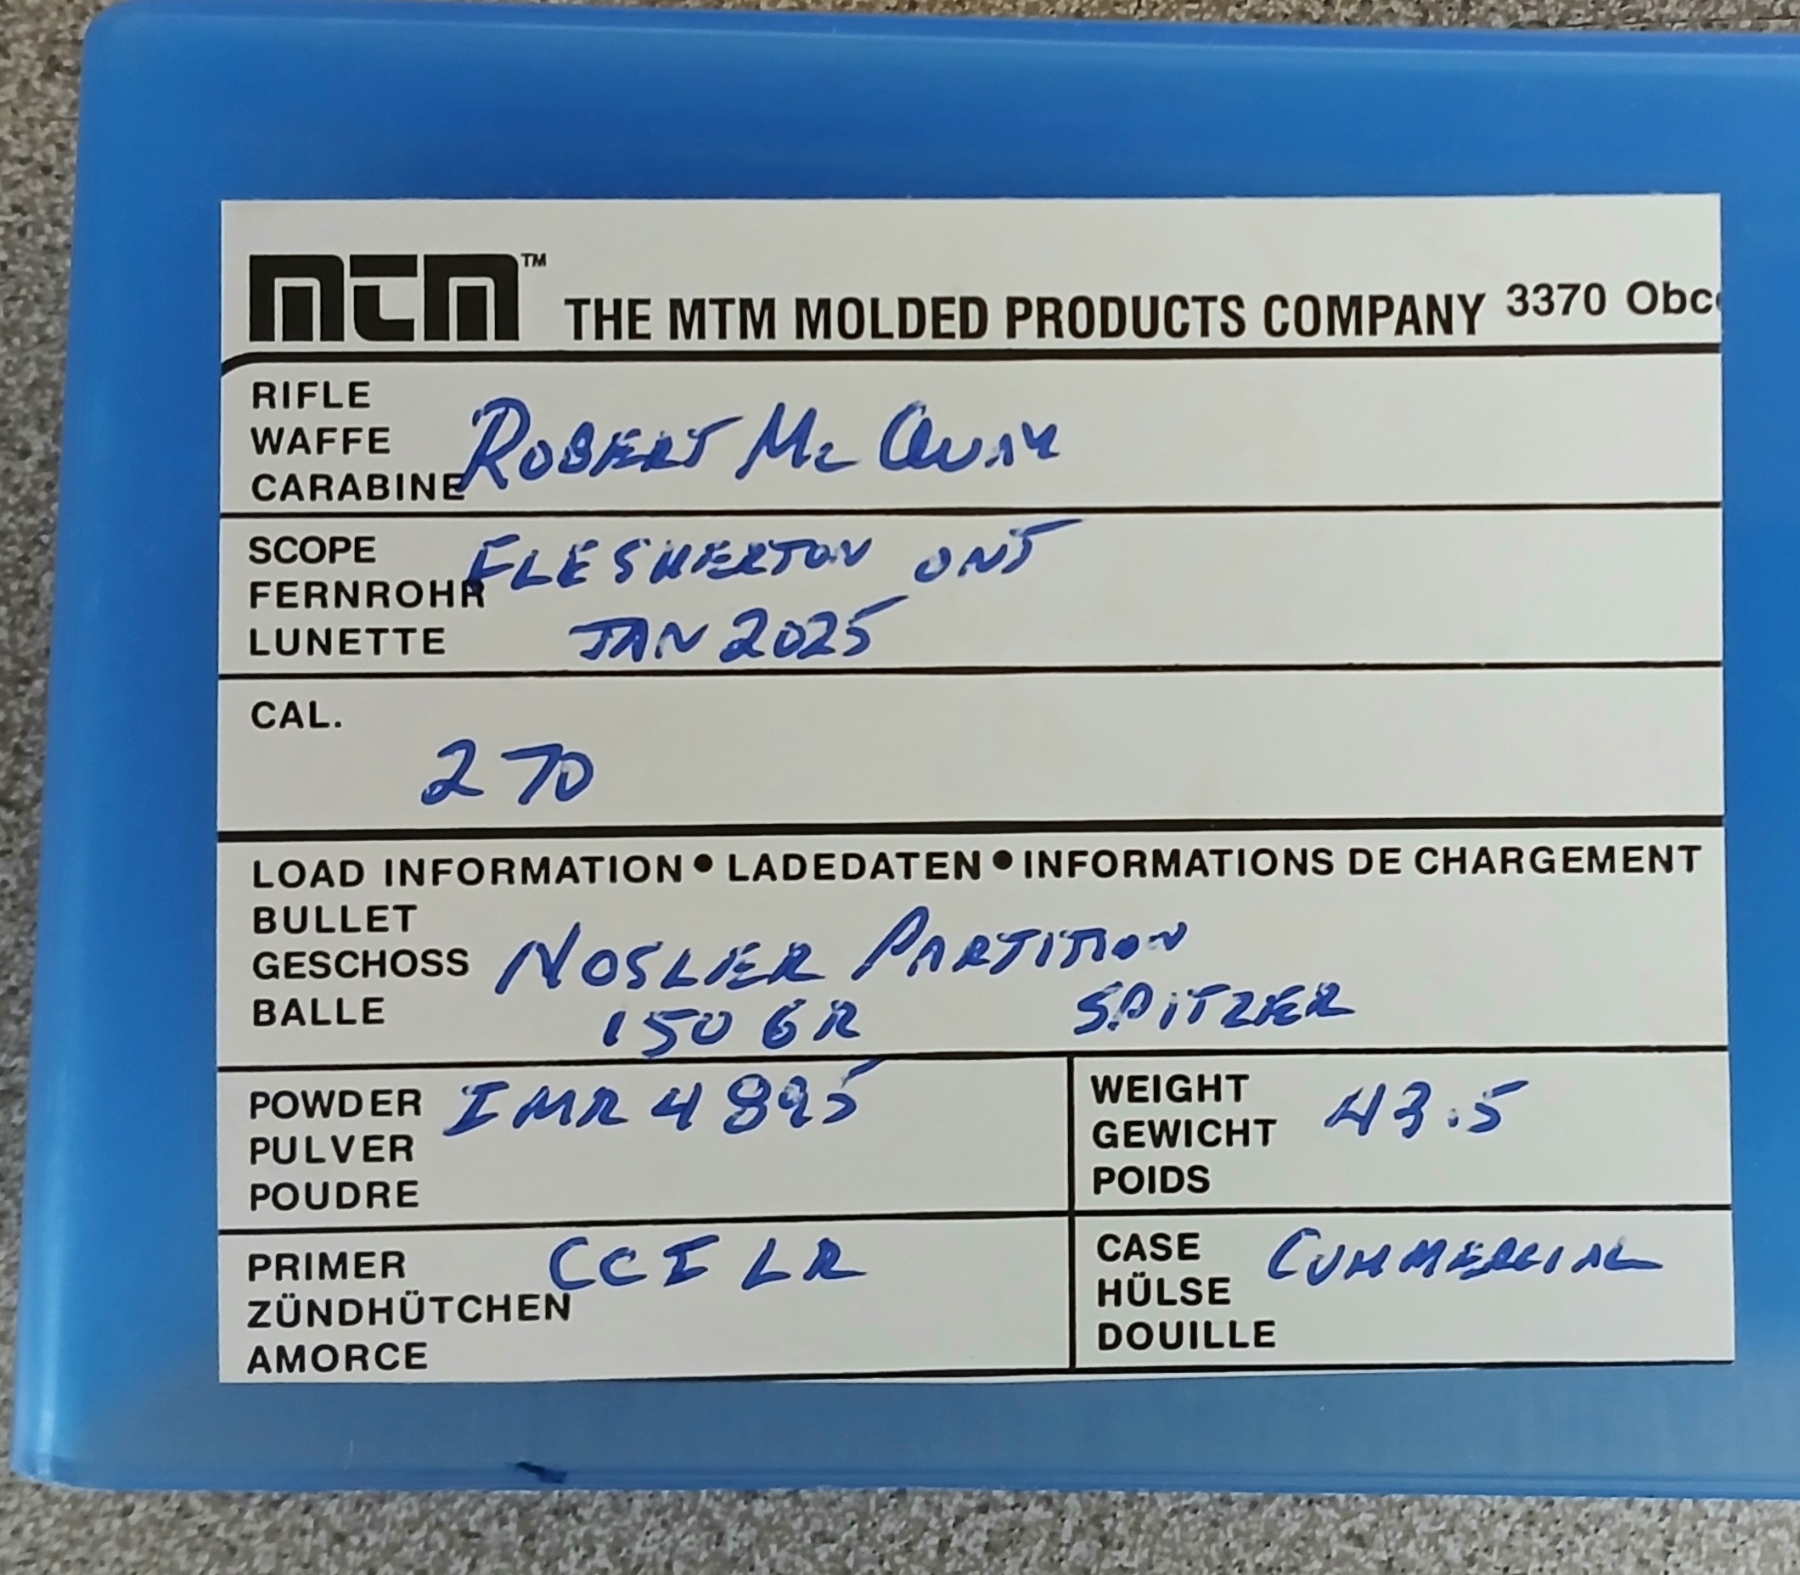 MTM™ THE MTM MOLDED PRODUCTS COMPANY 3370 Obc
RIFLE
WAFFE
CARABINE
ROBERT Mc QUAY
SCOPE
FERNROHR
LUNETTE
FLESHERTON ONT
JAN 2025
CAL.
270
LOAD INFORMATION • LADEDATEN • INFORMATIONS DE CHARGEMENT
BULLET
GESCHOSS
BALLE
NOSLER PARTITION
150 GR SPITZER
POWDER
PULVER
POUDRE
IMR 4895
WEIGHT
GEWICHT
POIDS
43.5
PRIMER
ZÜNDHÜTCHEN
AMORCE
CCI LR
CASE
HÜLSE
DOUILLE
COMMERCIAL